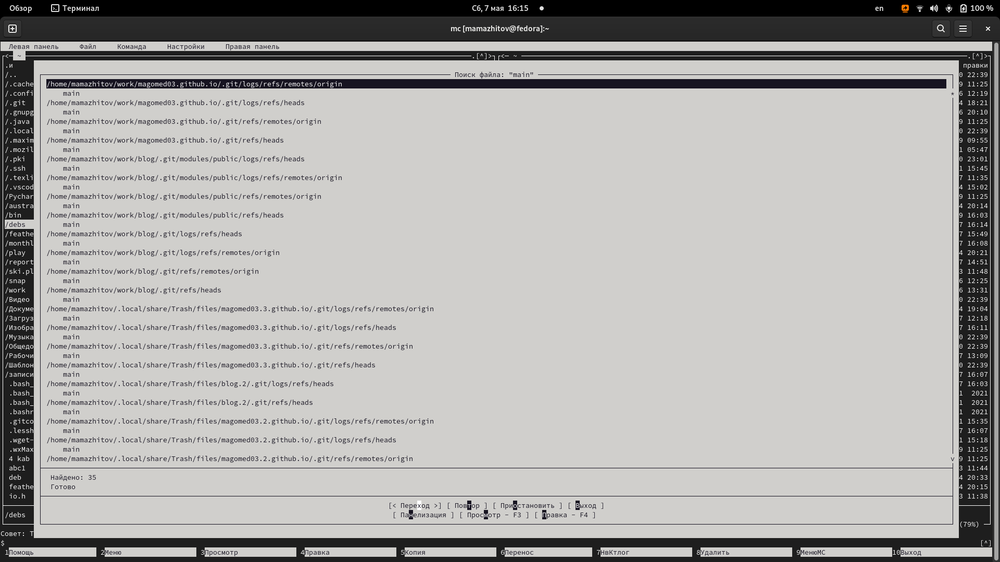 Обзор Терминал Сб, 7 мая 16:15 en 100 %
mc [mamazhitov@fedora]:~
Левая панель Файл Команда Настройки Правая панель
<─ ~ .[^]> <─ ~ .[^]>
.и правки
/.. 0 22:39
Поиск файла: "main"
/.cache /home/mamazhitov/work/magomed03.github.io/.git/logs/refs/remotes/origin 9 11:25
/.confi main * 6 12:19
/.git /home/mamazhitov/work/magomed03.github.io/.git/logs/refs/heads 4 18:21
/.gnupg main 6 20:10
/.java /home/mamazhitov/work/magomed03.github.io/.git/refs/remotes/origin 9 11:25
/.local main 0 22:39
/.maxim /home/mamazhitov/work/magomed03.github.io/.git/refs/heads 9 09:55
/.mozil main 1 05:47
/.pki /home/mamazhitov/work/blog/.git/modules/public/logs/refs/heads 0 23:01
/.ssh main 1 15:45
/.texli /home/mamazhitov/work/blog/.git/modules/public/logs/refs/remotes/origin 7 11:35
/.vscod main 4 15:02
/Pychar /home/mamazhitov/work/blog/.git/modules/public/refs/remotes/origin 9 11:25
/austra main 4 20:14
/bin /home/mamazhitov/work/blog/.git/modules/public/refs/heads 9 16:03
/debs main 7 16:14
/feathe /home/mamazhitov/work/blog/.git/logs/refs/heads 7 15:49
/monthl main 7 16:08
/play /home/mamazhitov/work/blog/.git/logs/refs/remotes/origin 4 20:21
/report main 7 14:51
/ski.pl /home/mamazhitov/work/blog/.git/refs/remotes/origin 3 11:48
/snap main 6 12:25
/work /home/mamazhitov/work/blog/.git/refs/heads 6 13:31
/Видео main 0 22:39
/Докуме /home/mamazhitov/.local/share/Trash/files/magomed03.3.github.io/.git/logs/refs/remotes/origin 4 19:04
/Загруз main 7 12:18
/Изобра /home/mamazhitov/.local/share/Trash/files/magomed03.3.github.io/.git/logs/refs/heads 7 16:11
/Музыка main 0 22:39
/Общедо /home/mamazhitov/.local/share/Trash/files/magomed03.3.github.io/.git/refs/remotes/origin 0 22:39
/Рабочи main 7 13:09
/Шаблон /home/mamazhitov/.local/share/Trash/files/magomed03.3.github.io/.git/refs/heads 0 22:39
/записи main 7 16:07
.bash_ /home/mamazhitov/.local/share/Trash/files/blog.2/.git/logs/refs/heads 7 16:03
.bash_ main 1 2021
.bash_ /home/mamazhitov/.local/share/Trash/files/blog.2/.git/refs/heads 1 2021
.bashr main 1 2021
.gitco /home/mamazhitov/.local/share/Trash/files/magomed03.2.github.io/.git/logs/refs/remotes/origin 1 15:35
.lessh main 7 16:07
.wget- /home/mamazhitov/.local/share/Trash/files/magomed03.2.github.io/.git/logs/refs/heads 1 15:18
.wxMax main 9 11:25
4 kab /home/mamazhitov/.local/share/Trash/files/magomed03.2.github.io/.git/refs/remotes/origin v 9 11:25
abc1 3 11:44
deb Найдено: 35 4 20:33
feathe Готово 4 20:15
io.h 3 11:38
[< Переход >] [ Повтор ] [ Приостановить ] [ Выход ]
/debs [ Панелизация ] [ Просмотр - F3 ] [ Правка - F4 ]
(79%)
Совет: Т
$ [^]
1Помощь 2Меню 3Просмотр 4Правка 5Копия 6Перенос 7НвКтлог 8Удалить 9МенюMC 10Выход